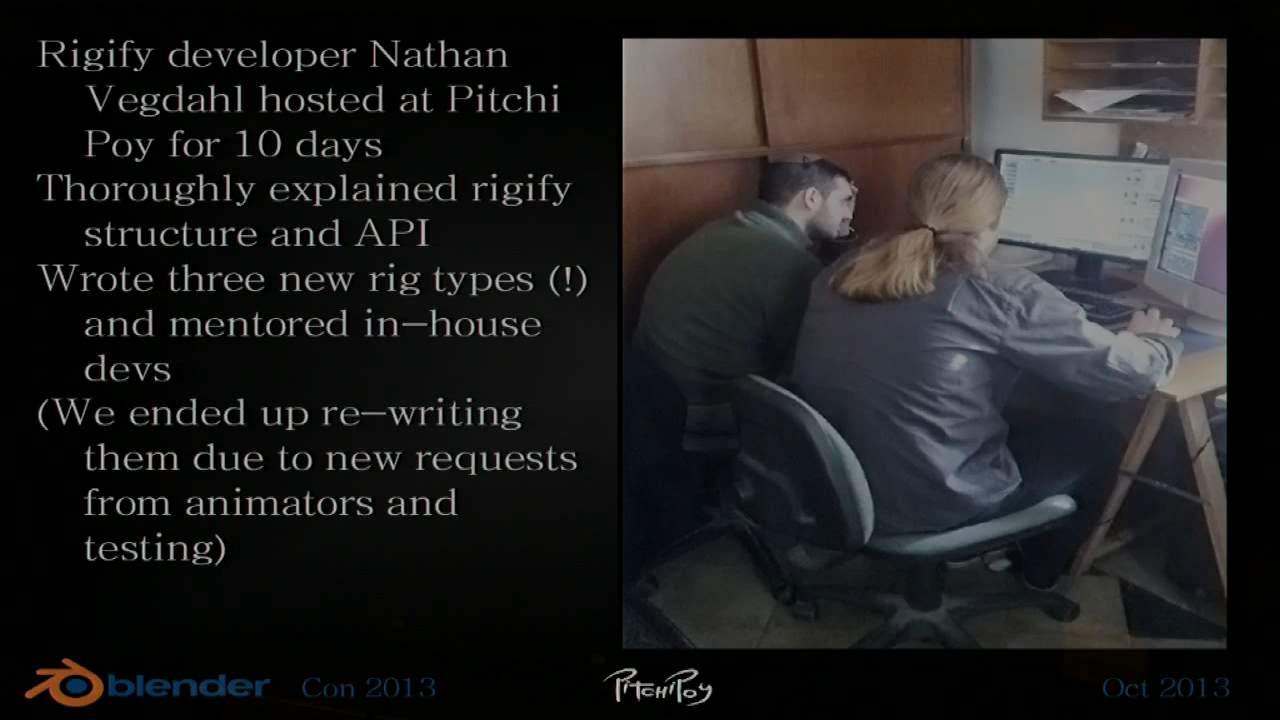 Rigify developer Nathan
Vegdahl hosted at Pitchi
Poy for 10 days
Thoroughly explained rigify
structure and API
Wrote three new rig types (!)
and mentored in-house
devs
(We ended up re-writing
them due to new requests
from animators and
testing)
blender Con 2013
PitchiPoy
Oct 2013